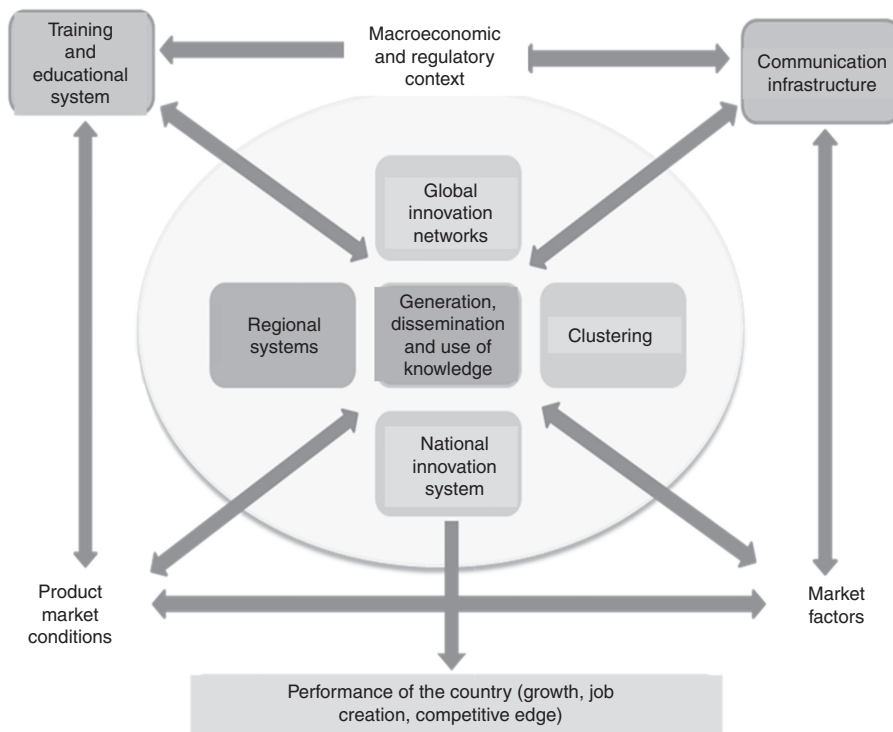 Training
and
educational
system
Macroeconomic
and regulatory
context
Communication
infrastructure
Global
innovation
networks
Regional
systems
Generation,
dissemination
and use of
knowledge
Clustering
National
innovation
system
Product
market
conditions
Market
factors
Performance of the country (growth, job
creation, competitive edge)